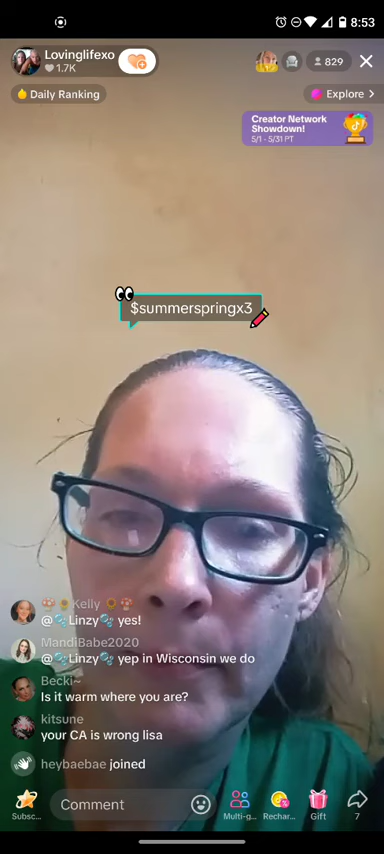 8:53
Lovinglifexo
1.7K
829
Daily Ranking
Explore >
Creator Network
Showdown!
5/1 - 5/31 PT
$summerspringx3
Kelly
@Linzy yes!
MandiBabe2020
@Linzy yep in Wisconsin we do
Becki~
Is it warm where you are?
kitsune
your CA is wrong lisa
heybaebae joined
Comment
Subsc...
Multi-g...
Rechar...
Gift
7